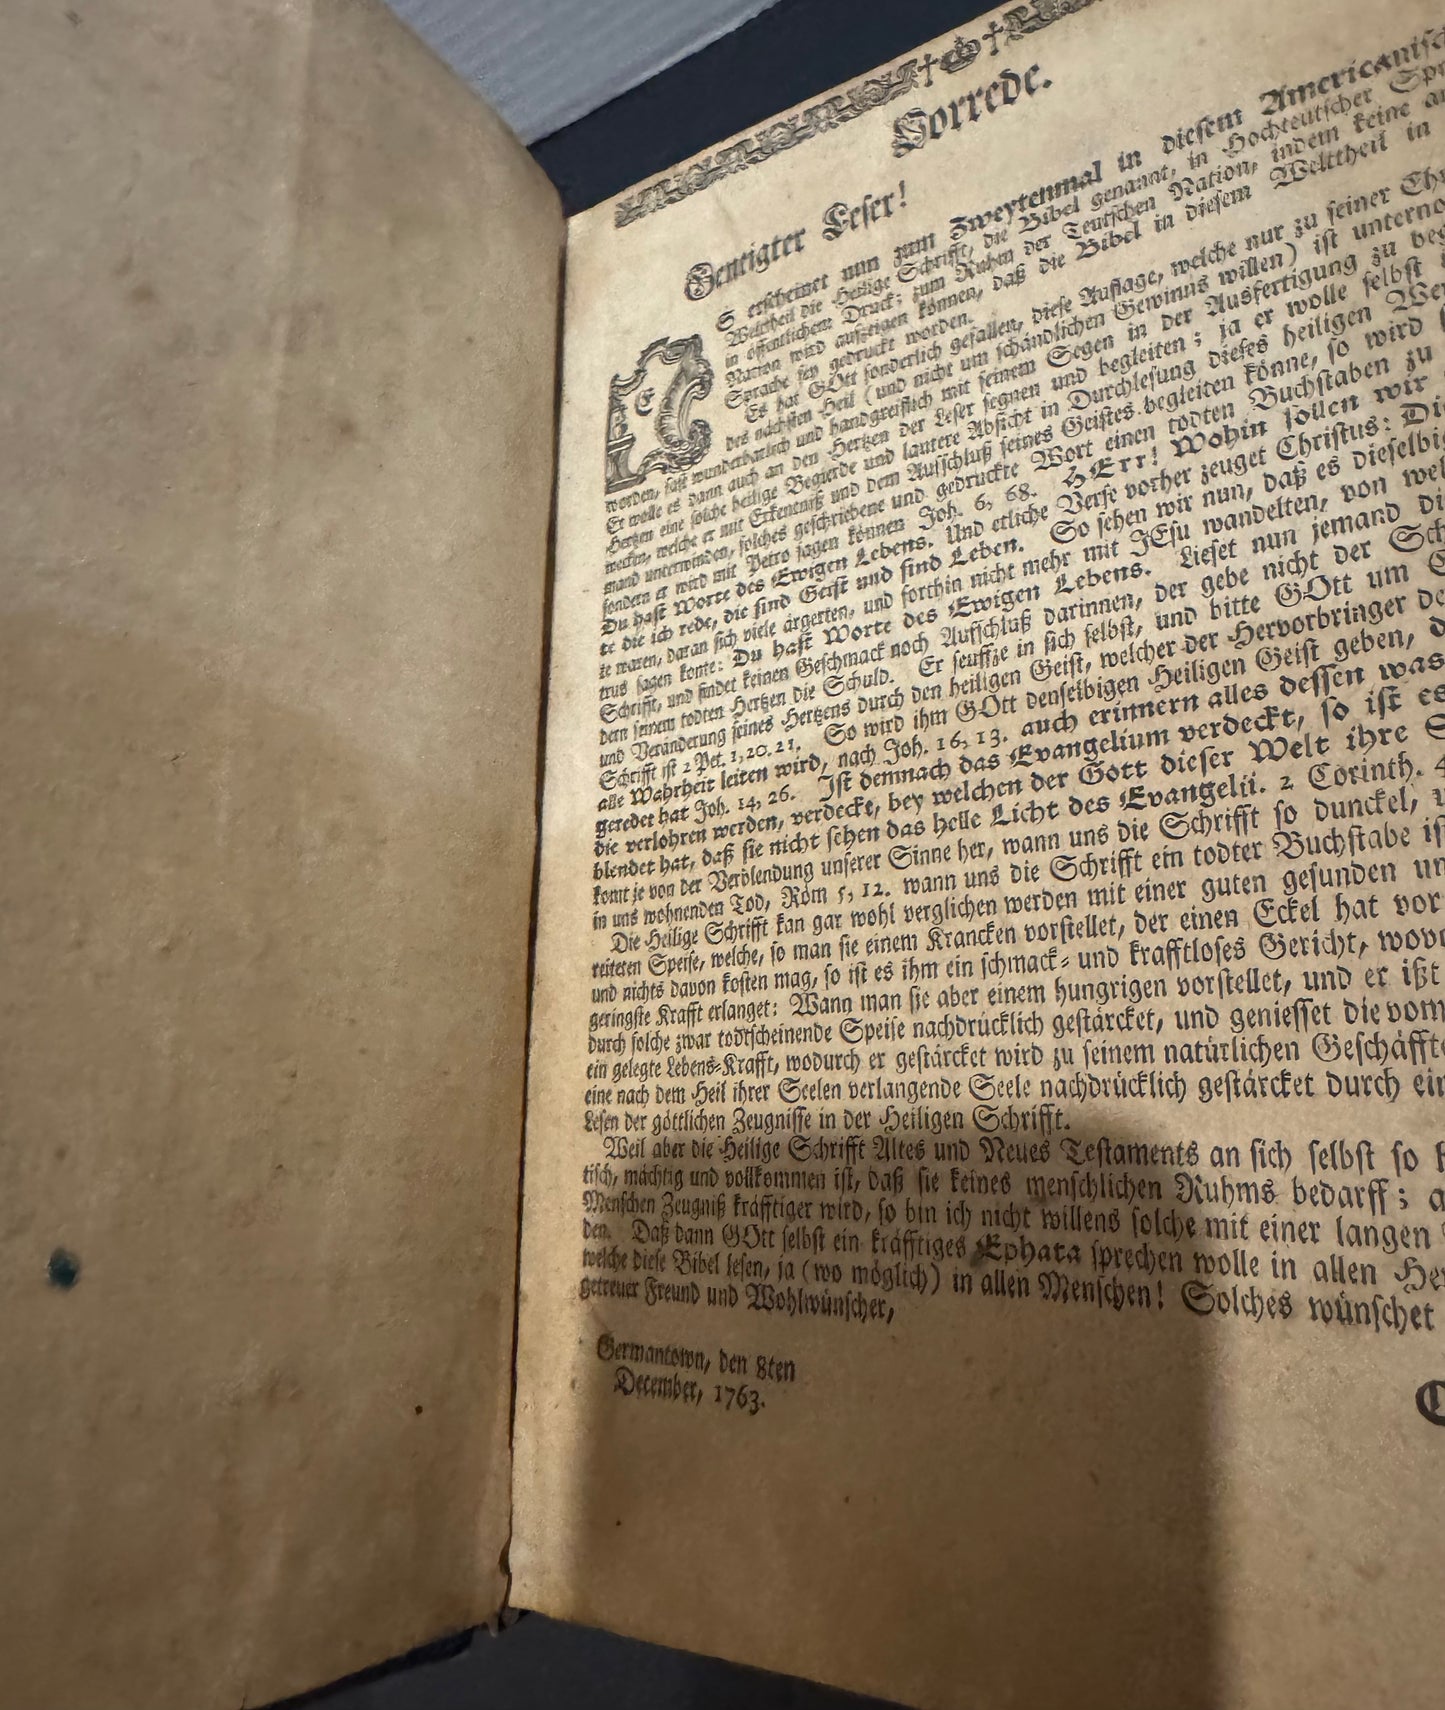 Vorrede.
Geneigter Leser!
ES erscheinet nun zum zweytenmal in diesem Americanisch
Welttheil die Heilige Schrifft, die Bibel genannt, in Hochteutscher Spr
in öffentlichem Druck; zum Nutzen der Teutschen Nation, indem keine an
Nation wird aufzeigen können, daß die Bibel in diesem Welttheil in
Sprache sey gedruckt worden.
Es hat GOtt sonderlich gefallen, diese Auflage, welche nur zu seiner Ehr
des nächsten Heil (und nicht um schändlichen Gewinns willen) ist unterno
worden, fast wunderbarlich und handgreiflich mit seinem Segen in der Ausfertigung zu beg
Er wolle es dann auch an den Hertzen der Leser segnen und begleiten; ja er wolle selbst
Hertzen eine solche heilige Begierde und lautere Absicht in Durchlesung dieses heiligen Wer
wecken, welche er mit Erkentniß und dem Aufschluß seines Geistes begleiten könne, so wird
mand unterwinden, solches geschriebene und gedruckte Wort einen todten Buchstaben zu
sondern er wird mit Petro sagen können Joh. 6, 68. HErr! Wohin sollen wir
Du hast Worte des Ewigen Lebens. Und etliche Verse vorher zeuget Christus: Di
te die ich rede, die sind Geist und sind Leben. So sehen wir nun, daß es dieselbi
te waren, daran sich viele ärgerten, und forthin nicht mehr mit JEsu wandelten, von wel
trus sagen konte: Du hast Worte des Ewigen Lebens. Lieset nun jemand di
Schrifft, und findet keinen Geschmack noch Aufschluß darinnen, der gebe nicht der Sch
dern seinem todten Hertzen die Schuld. Er seuffze in sich selbst, und bitte GOtt um
und Veränderung seines Hertzens durch den heiligen Geist, welcher der Hervorbringer de
Schrifft ist 2 Pet. 1, 20. 21. So wird ihm GOtt denselbigen Heiligen Geist geben, d
alle Wahrheit leiten wird, nach Joh. 16, 13. auch erinnern alles dessen was
geredet hat Joh. 14, 26. Ist demnach das Evangelium verdeckt, so ist es
die verlohren werden, verdeckt, bey welchen der Gott dieser Welt ihre S
blendet hat, daß sie nicht sehen das helle Licht des Evangelii. 2 Corinth. 4
komt je von der Verblendung unserer Sinne her, wann uns die Schrifft so dunckel, u
in uns wohnenden Tod, Röm 5, 12. wann uns die Schrifft ein todter Buchstabe is
Die Heilige Schrifft kan gar wohl verglichen werden mit einer guten gesunden un
reiteten Speise, welche, so man sie einem Krancken vorstellet, der einen Eckel hat vor
und nichts davon kosten mag, so ist es ihm ein schmack- und krafftloses Gericht, wovo
geringste Krafft erlanget: Wann man sie aber einem hungrigen vorstellet, und er ißt
durch solche zwar todtscheinende Speise nachdrücklich gestärcket, und geniesset die vom
ein gelegte Lebens-Krafft, wodurch er gestärcket wird zu seinem natürlichen Geschäffte
eine nach dem Heil ihrer Seelen verlangende Seele nachdrücklich gestärcket durch ein
Lesen der göttlichen Zeugnisse in der Heiligen Schrifft.
Weil aber die Heilige Schrifft Altes und Neues Testaments an sich selbst so k
tisch, mächtig und vollkommen ist, daß sie keines menschlichen Ruhms bedarff; a
Menschen Zeugniß kräfftiger wird, so bin ich nicht willens solche mit einer langen
den. Daß dann GOtt selbst ein kräfftiges Ephata sprechen wolle in allen Her
welche diese Bibel lesen, ja (wo möglich) in allen Menschen! Solches wünschet
getreuer Freund und Wohlwünscher,
Germantown, den 8ten
December, 1763.